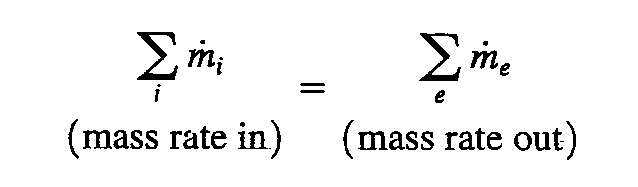 ∑ᵢ ṁᵢ = ∑ₑ ṁₑ
(mass rate in) (mass rate out)